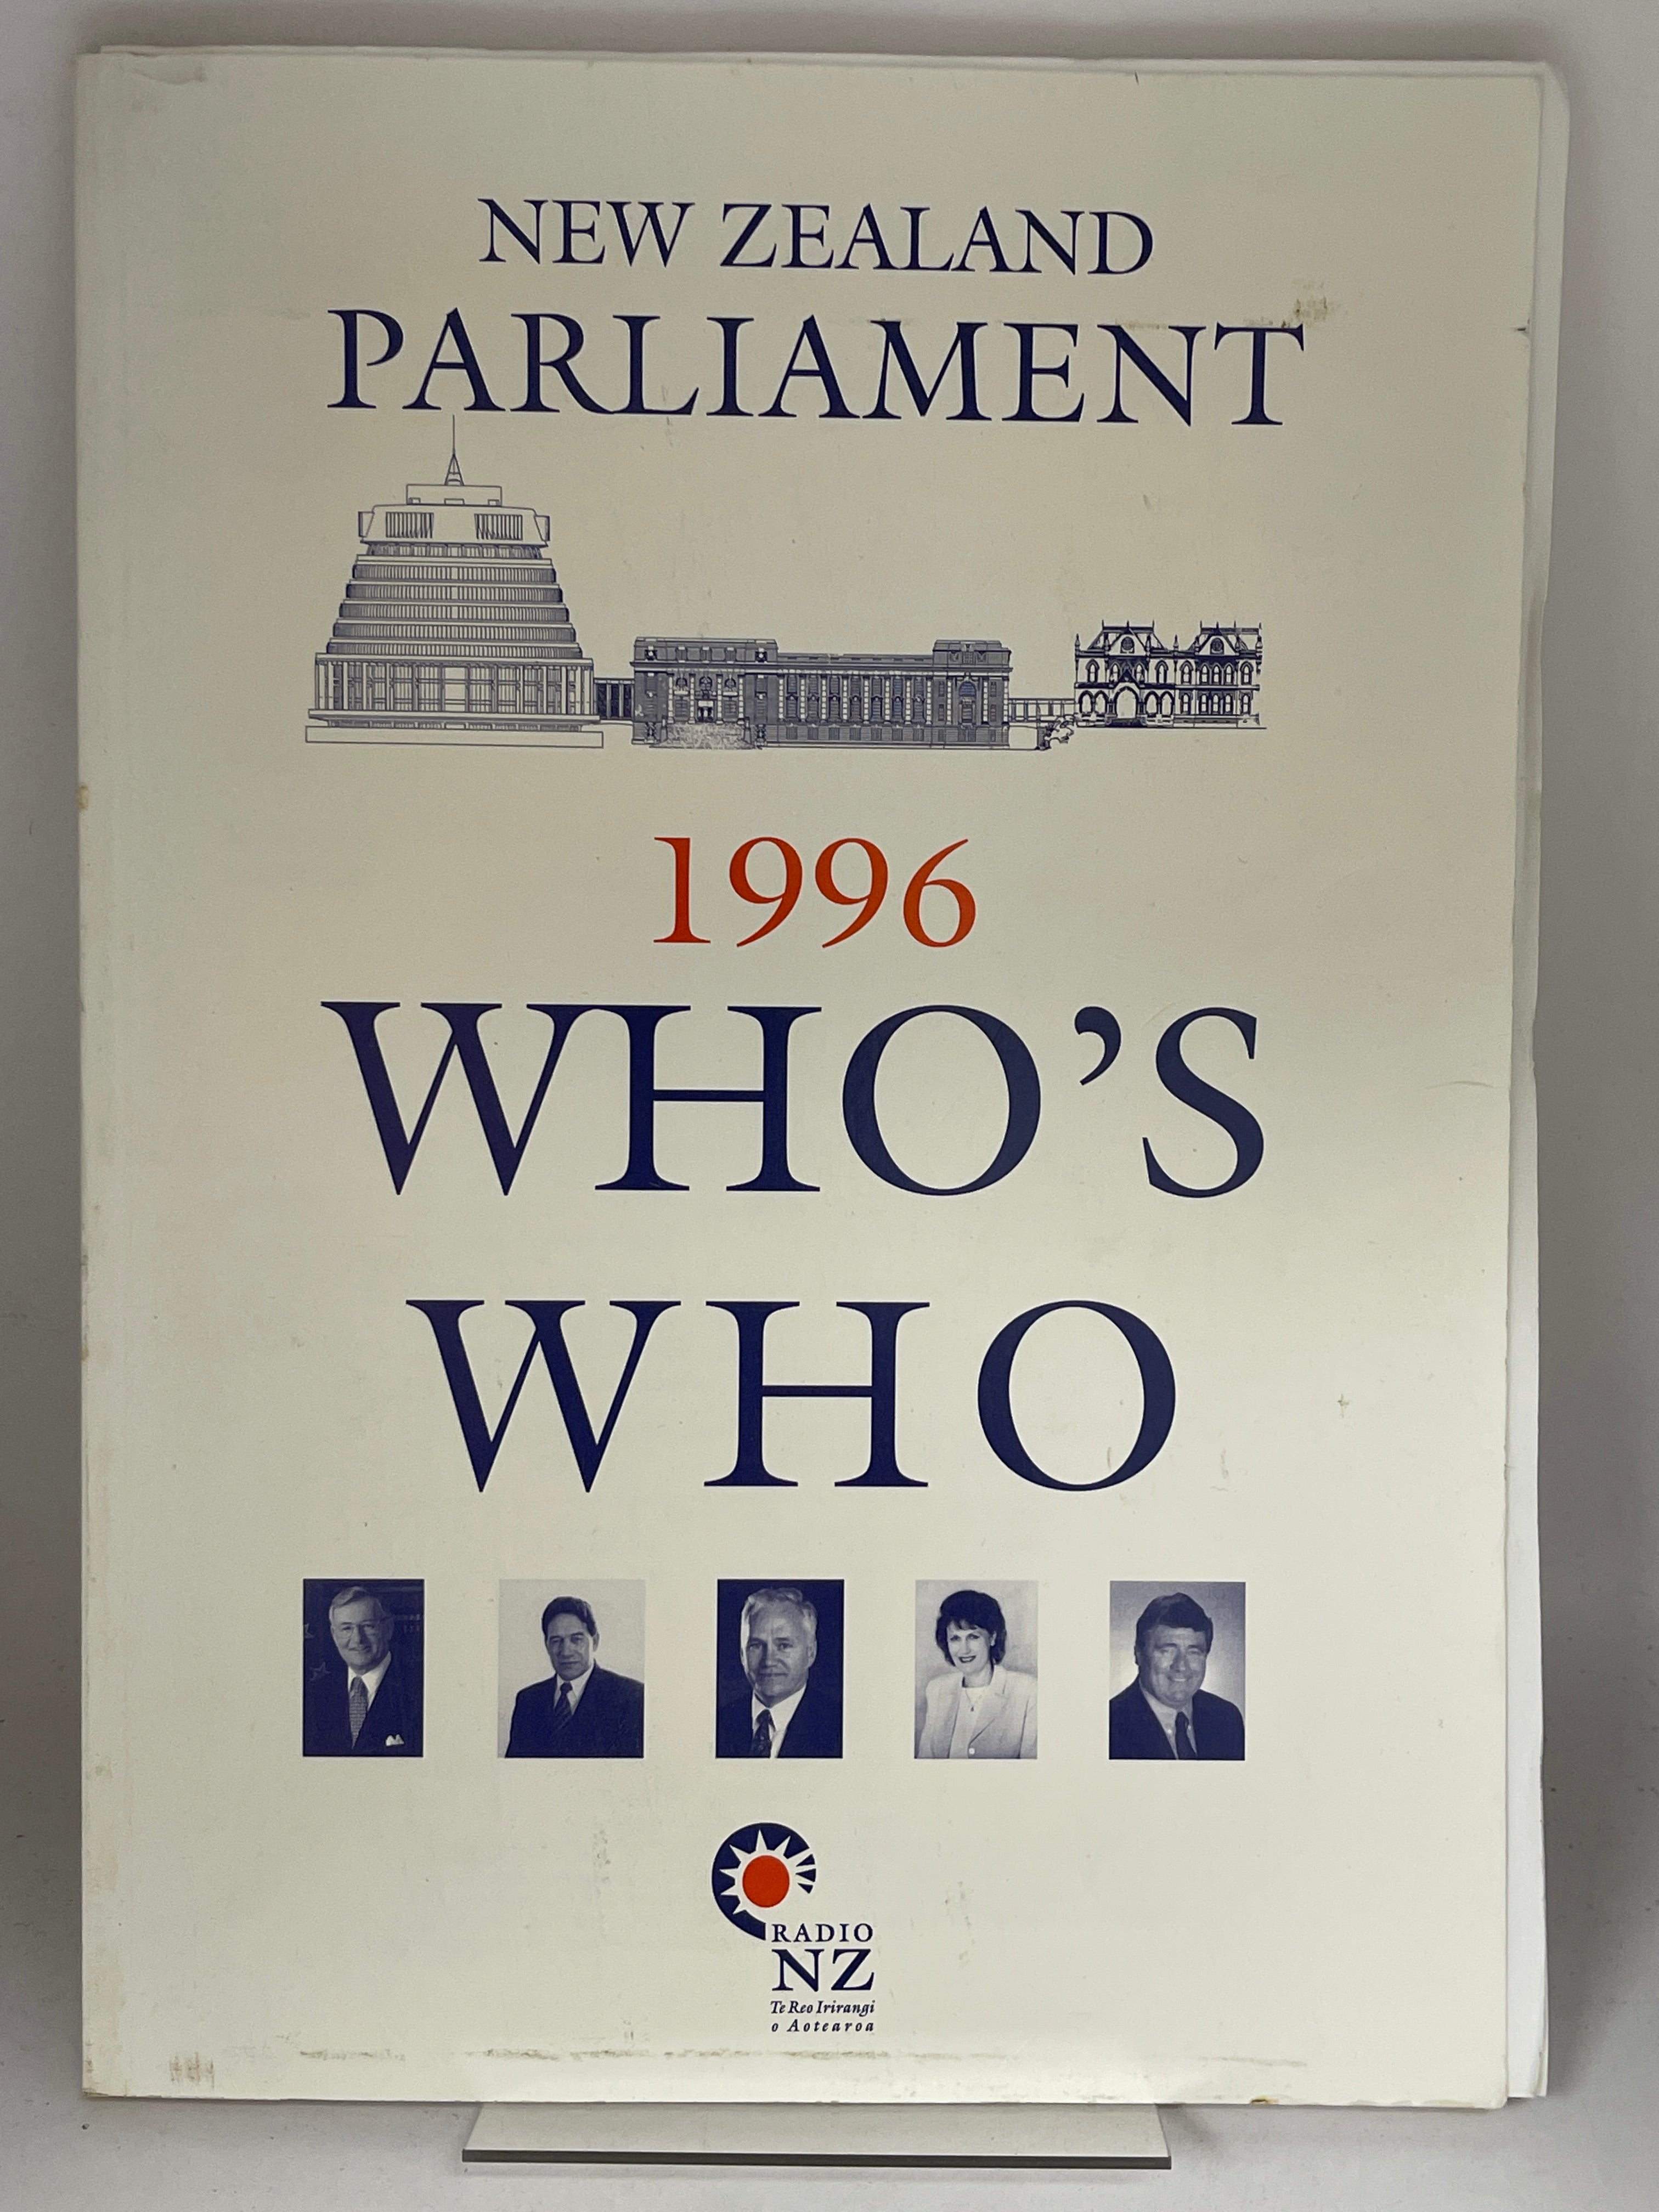 NEW ZEALAND
PARLIAMENT
1996
WHO’S
WHO
RADIO
NZ
Te Reo Irirangi
o Aotearoa